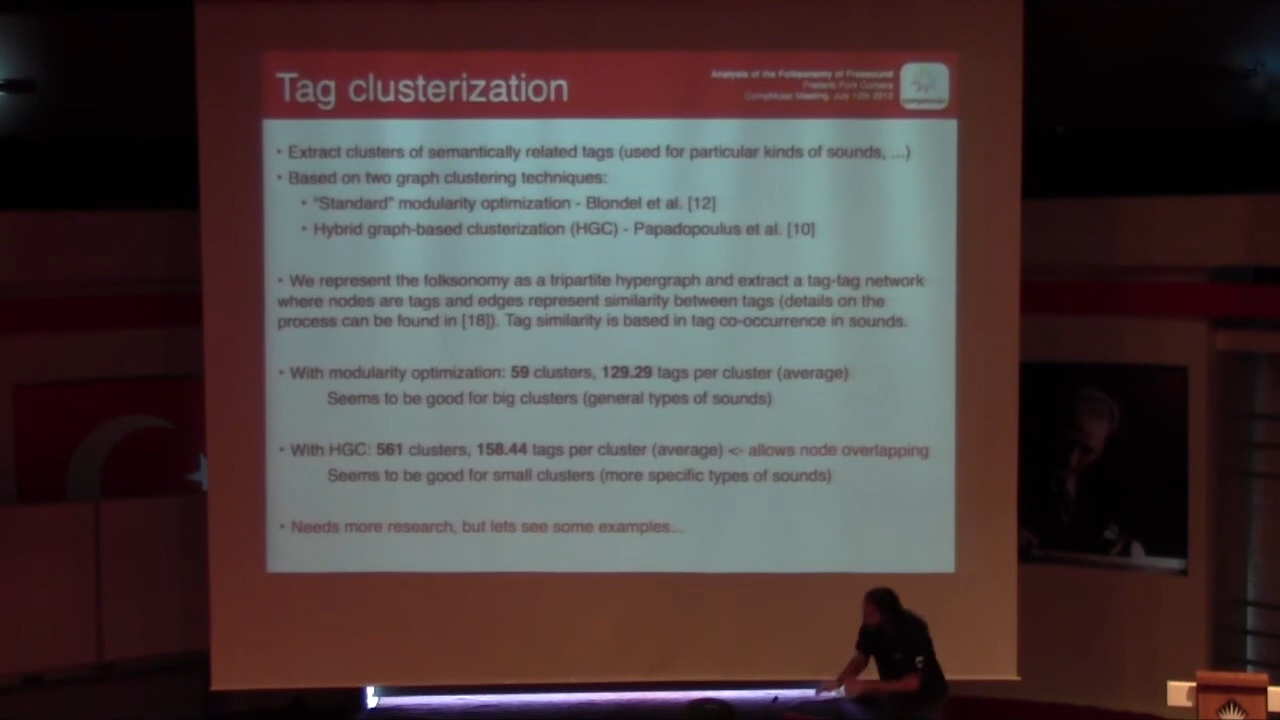 Tag clusterization
Analysis of the Folksonomy of Freesound
Frederic Font Corbera
CompMusic Meeting, July 12th 2012
• Extract clusters of semantically related tags (used for particular kinds of sounds, ...)
• Based on two graph clustering techniques:
• "Standard" modularity optimization - Blondel et al. [12]
• Hybrid graph-based clusterization (HGC) - Papadopoulus et al. [10]
• We represent the folksonomy as a tripartite hypergraph and extract a tag-tag network
where nodes are tags and edges represent similarity between tags (details on the
process can be found in [18]). Tag similarity is based in tag co-occurrence in sounds.
• With modularity optimization: 59 clusters, 129.29 tags per cluster (average)
Seems to be good for big clusters (general types of sounds)
• With HGC: 561 clusters, 158.44 tags per cluster (average) <- allows node overlapping
Seems to be good for small clusters (more specific types of sounds)
• Needs more research, but lets see some examples...